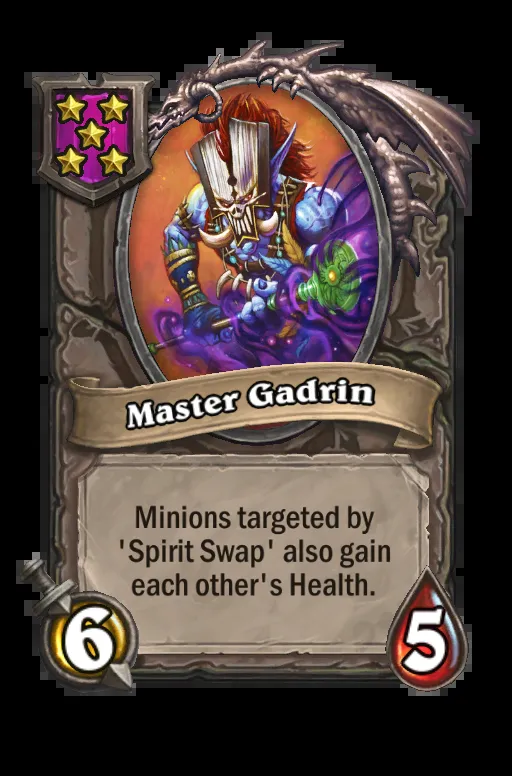 Master Gadrin
Minions targeted by
'Spirit Swap' also gain
each other's Health.
6
5